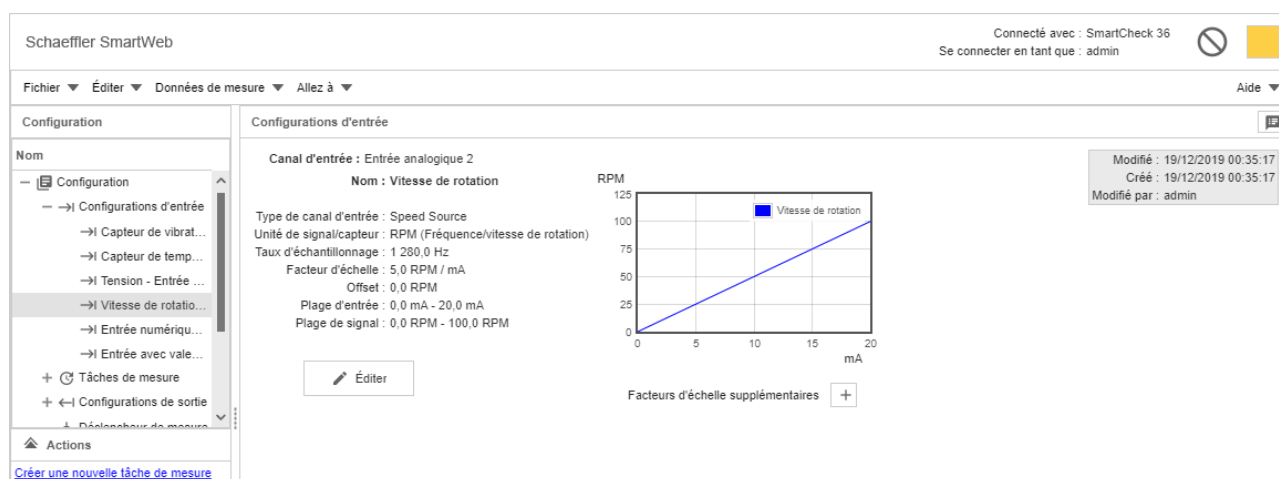 Schaeffler SmartWeb
Connecté avec : SmartCheck 36
Se connecter en tant que : admin
Fichier Éditer Données de mesure Allez à Aide
Configuration
Configurations d'entrée
Nom
Configuration
Configurations d'entrée
Capteur de vibrat...
Capteur de temp...
Tension - Entrée ...
Vitesse de rotatio...
Entrée numériqu...
Entrée avec vale...
Tâches de mesure
Configurations de sortie
Déclencheur de mesure
Actions
Créer une nouvelle tâche de mesure
Canal d'entrée : Entrée analogique 2
Nom : Vitesse de rotation
Type de canal d'entrée : Speed Source
Unité de signal/capteur : RPM (Fréquence/vitesse de rotation)
Taux d'échantillonnage : 1 280,0 Hz
Facteur d'échelle : 5,0 RPM / mA
Offset : 0,0 RPM
Plage d'entrée : 0,0 mA - 20,0 mA
Plage de signal : 0,0 RPM - 100,0 RPM
Éditer
RPM
125
100
75
50
25
0
Vitesse de rotation
0 5 10 15 20
mA
Facteurs d'échelle supplémentaires
Modifié : 19/12/2019 00:35:17
Créé : 19/12/2019 00:35:17
Modifié par : admin